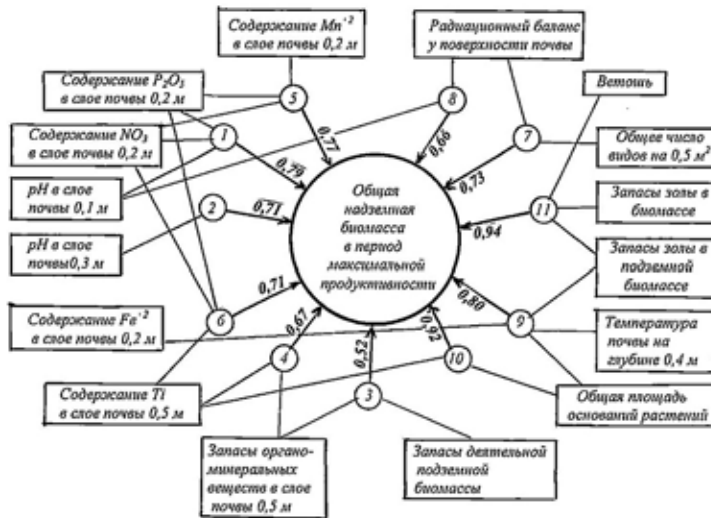 Содержание Mn⁺²
в слое почвы 0,2 м
Радиационный баланс
у поверхности почвы
Содержание P₂O₅
в слое почвы 0,2 м
Ветошь
5
8
Содержание NO₃
в слое почвы 0,2 м
1
7
Общее число
видов на 0,5 м²
0,77
0,66
0,79
0,73
pH в слое
почвы 0,1 м
Общая
надземная
биомасса
в период
максимальной
продуктивности
Запасы золы в
биомассе
2
0,71
11
0,94
pH в слое
почвы0,3 м
Запасы золы в
подземной
биомассе
6
0,71
0,80
9
Содержание Fe⁺²
в слое почвы 0,2 м
0,67
0,52
0,92
4
10
3
Температура
почвы на
глубине 0,4 м
Содержание Ti
в слое почвы 0,5 м
Общая площадь
оснований растений
Запасы органо-
минеральных
веществ в слое
почвы 0,5 м
Запасы деятельной
подземной
биомассы